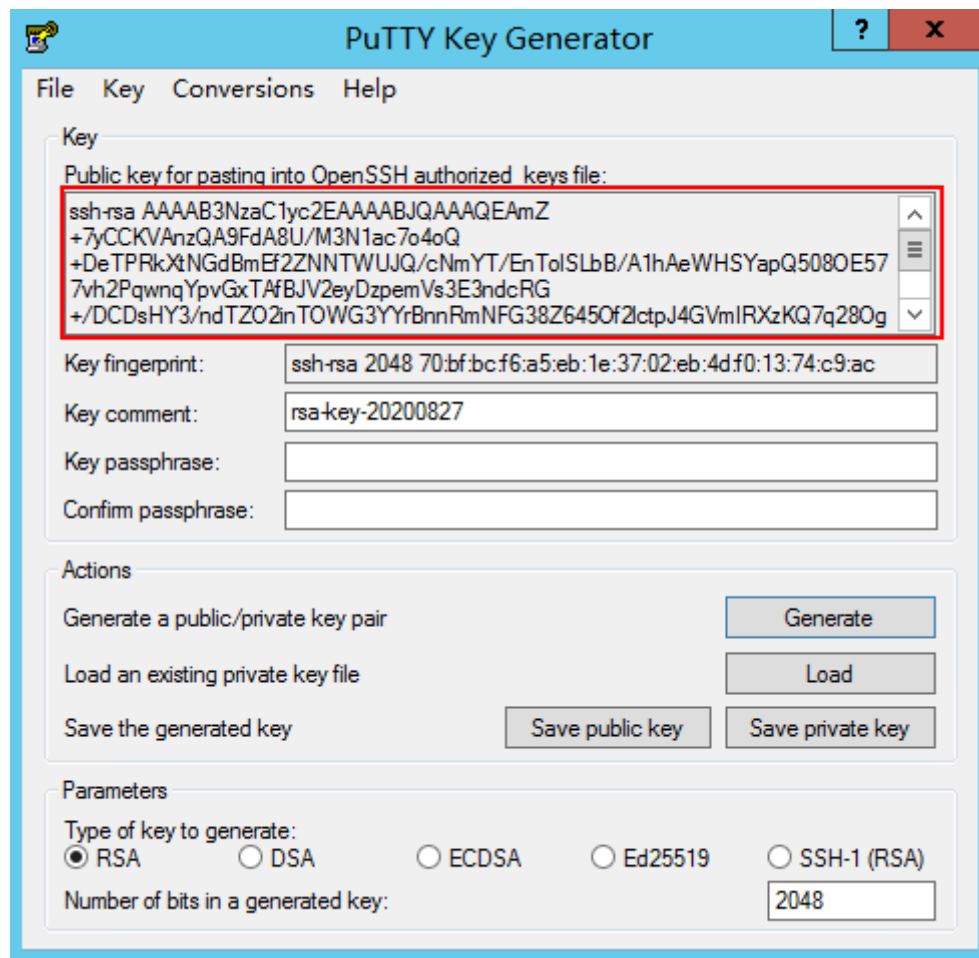 PuTTY Key Generator
?
x
File Key Conversions Help
Key
Public key for pasting into OpenSSH authorized_keys file:
ssh-rsa AAAAB3NzaC1yc2EAAAABJQAAAQEAmZ
+7yCCKVAnzQA9FdA8U/M3N1ac7o4oQ
+DeTPRkXtNGdBmEf2ZNNTWUJQ/cNmYT/EnToISLbB/A1hAeWHSYapQ508OE57
7vh2PqwnqYpvGxTAfBJV2eyDzpemVs3E3ndcRG
+/DCDsHY3/ndTZO2inTOWG3YYrBnnRmNFG38Z645Of2IctpJ4GVmIRXzKQ7q28Og
Key fingerprint: ssh-rsa 2048 70:bf:bc:f6:a5:eb:1e:37:02:eb:4d:f0:13:74:c9:ac
Key comment: rsa-key-20200827
Key passphrase:
Confirm passphrase:
Actions
Generate a public/private key pair Generate
Load an existing private key file Load
Save the generated key Save public key Save private key
Parameters
Type of key to generate:
RSA DSA ECDSA Ed25519 SSH-1 (RSA)
Number of bits in a generated key: 2048